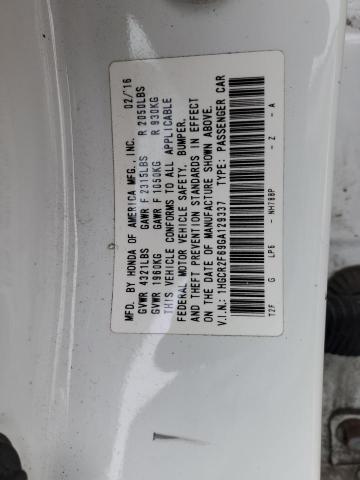 MFD. BY HONDA OF AMERICA MFG., INC. 02/'16
GVWR 4321LBS GAWR F 2315LBS R 2050LBS
GVWR 1960KG GAWR F 1050KG R 930KG
THIS VEHICLE CONFORMS TO ALL APPLICABLE
FEDERAL MOTOR VEHICLE SAFETY, BUMPER,
AND THEFT PREVENTION STANDARDS IN EFFECT
ON THE DATE OF MANUFACTURE SHOWN ABOVE.
V.I.N.: 1HGCR2F69GA129337 TYPE: PASSENGER CAR
T2F G LP6 - NH788P - Z - A